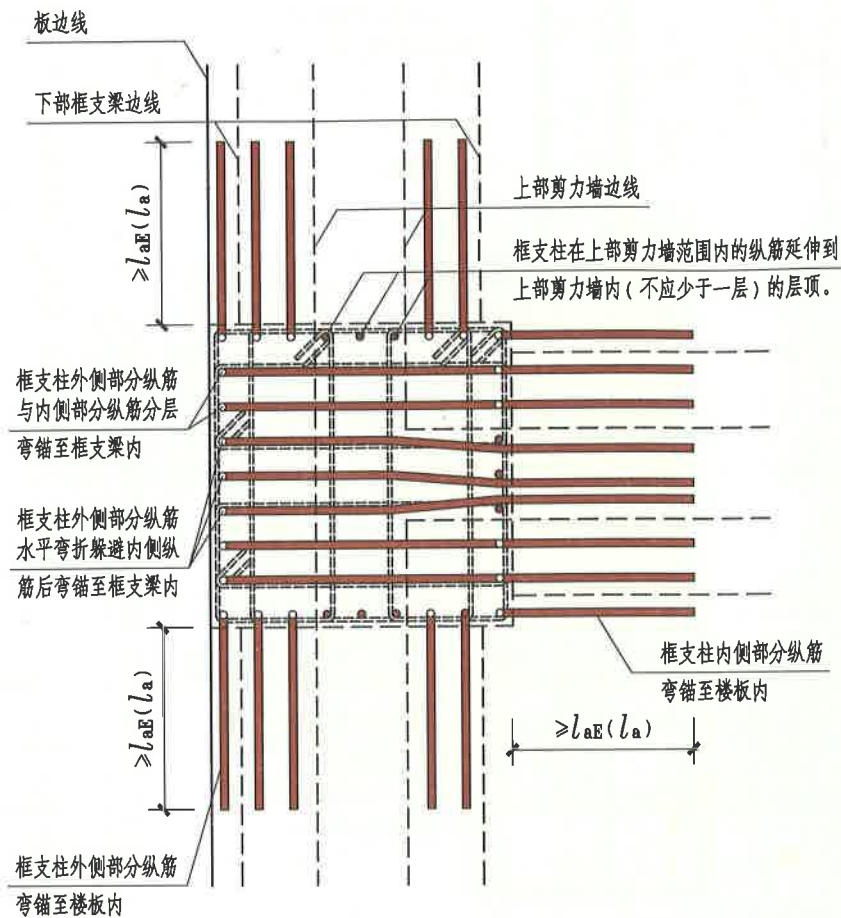 板边线
下部框支梁边线
≥laE(la)
上部剪力墙边线
框支柱在上部剪力墙范围内的纵筋延伸到
上部剪力墙内(不应少于一层)的层顶。
框支柱外侧部分纵筋
与内侧部分纵筋分层
弯锚至框支梁内
框支柱外侧部分纵筋
水平弯折躲避内侧纵
筋后弯锚至框支梁内
框支柱内侧部分纵筋
弯锚至楼板内
≥laE(la)
≥laE(la)
框支柱外侧部分纵筋
弯锚至楼板内